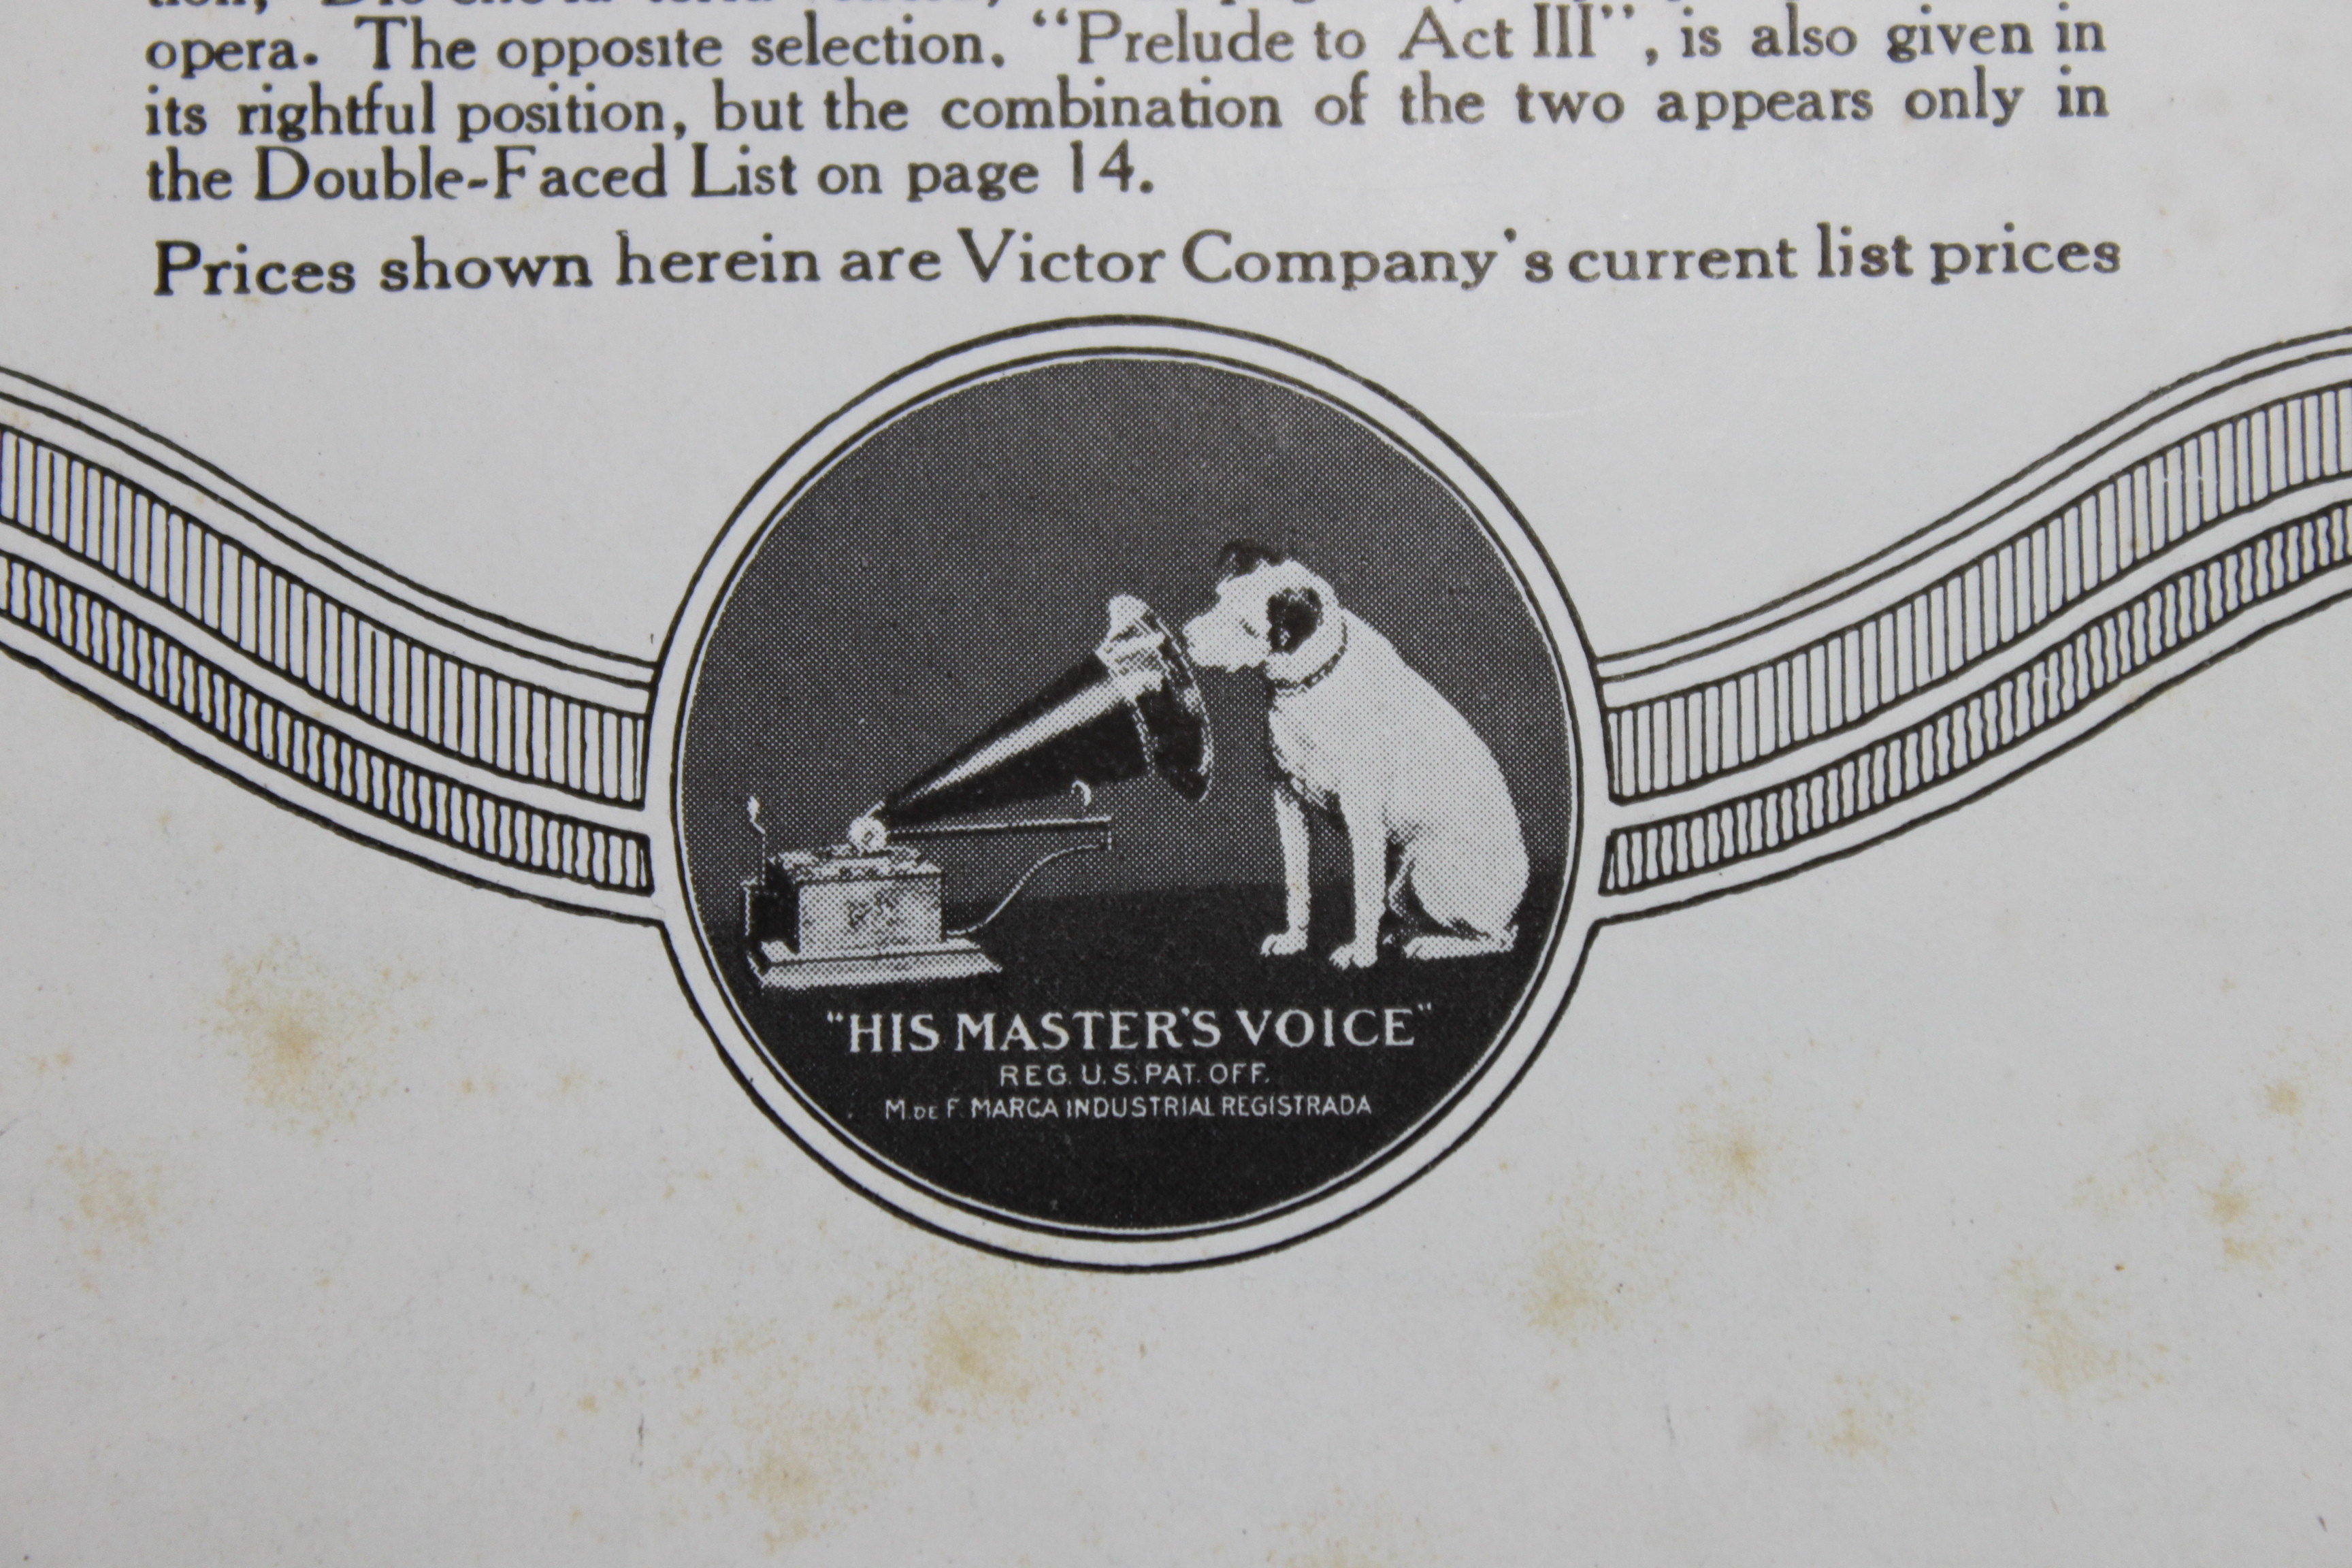 opera. The opposite selection, "Prelude to Act III", is also given in
its rightful position, but the combination of the two appears only in
the Double-Faced List on page 14.
Prices shown herein are Victor Company's current list prices
"HIS MASTER'S VOICE"
REG. U.S. PAT. OFF.
M. DE F. MARCA INDUSTRIAL REGISTRADA